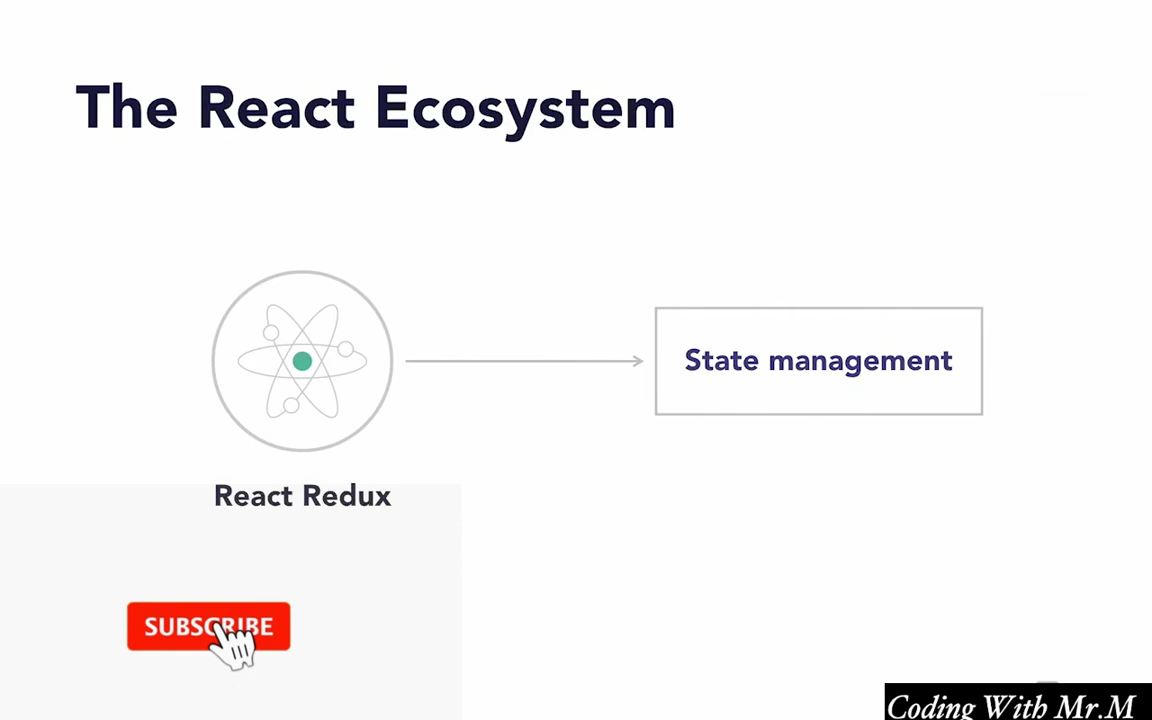 The React Ecosystem
State management
React Redux
SUBSCRIBE
Coding With Mr.M